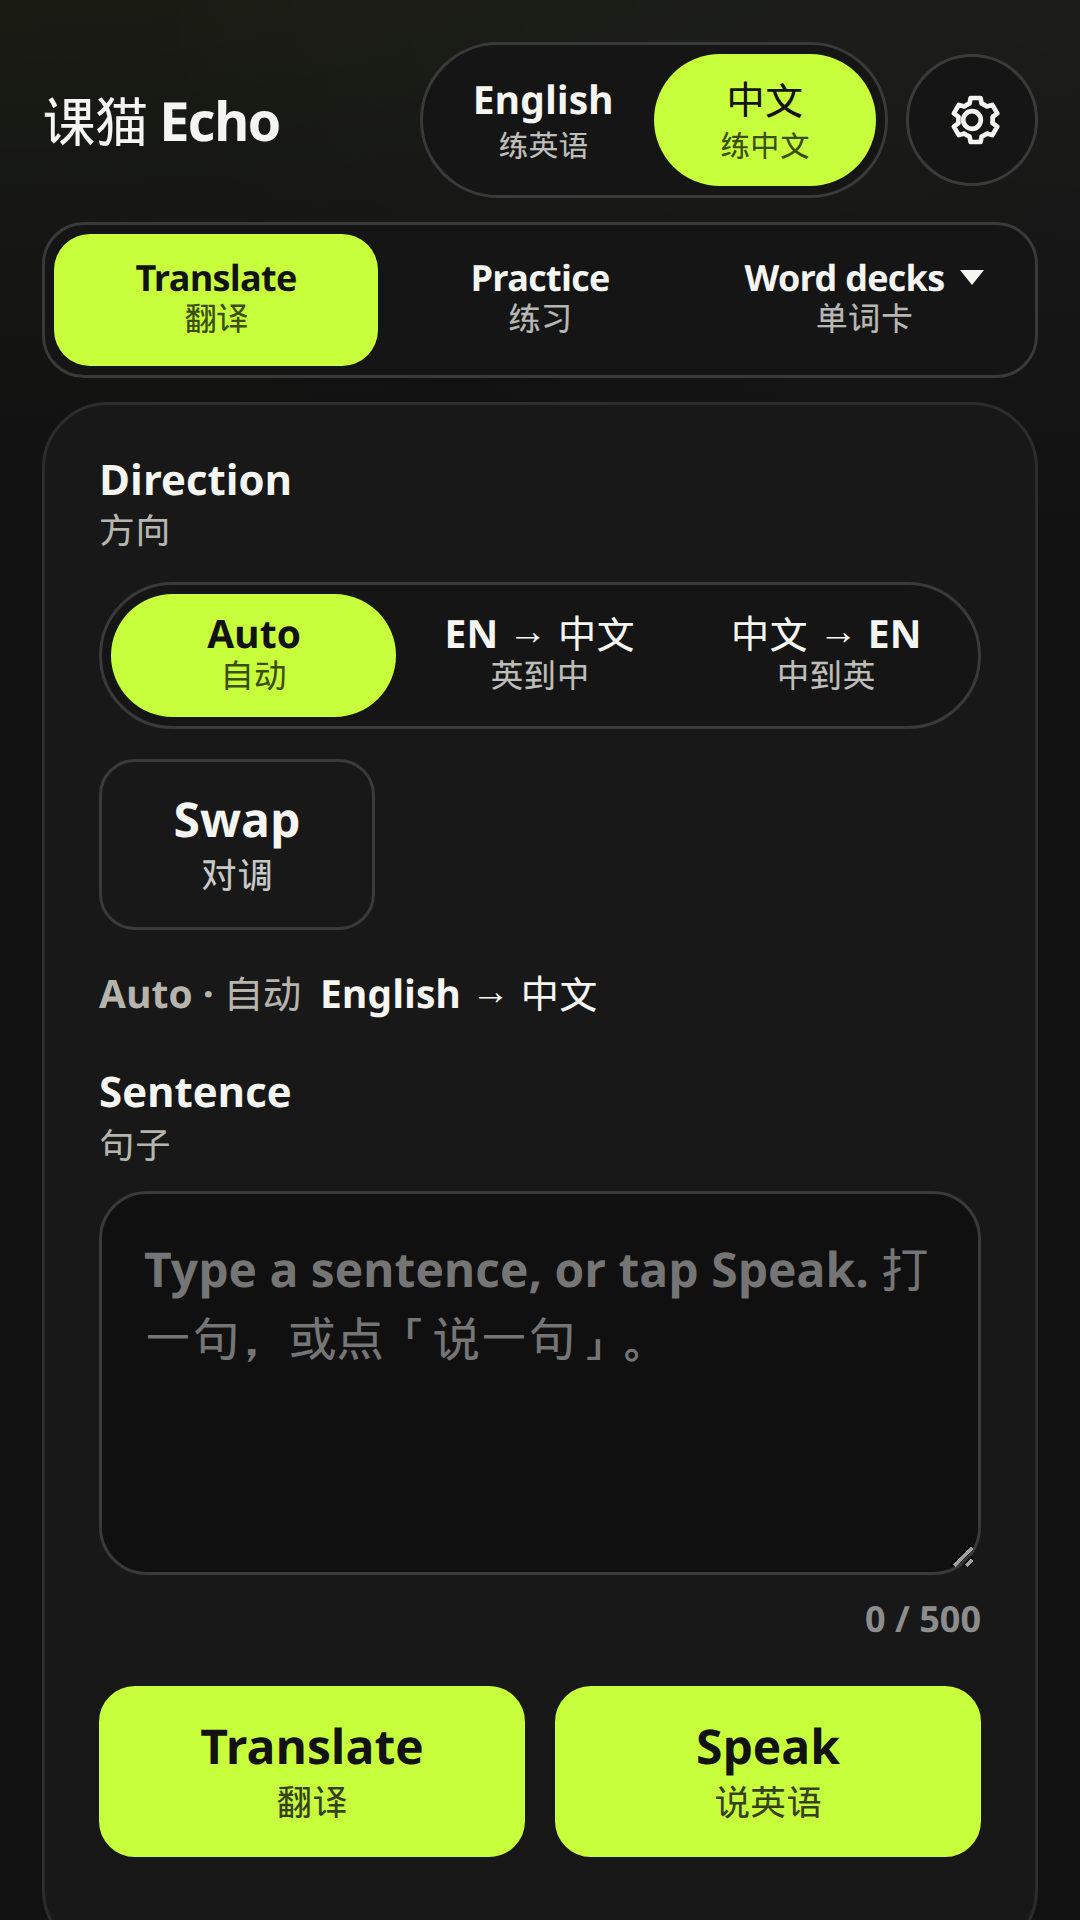 课猫 Echo
English
练英语
中文
练中文
Translate
翻译
Practice
练习
Word decks
单词卡
Direction
方向
Auto
自动
EN → 中文
英到中
中文 → EN
中到英
Swap
对调
Auto · 自动 English → 中文
Sentence
句子
Type a sentence, or tap Speak. 打
一句，或点「说一句」。
0 / 500
Translate
翻译
Speak
说英语